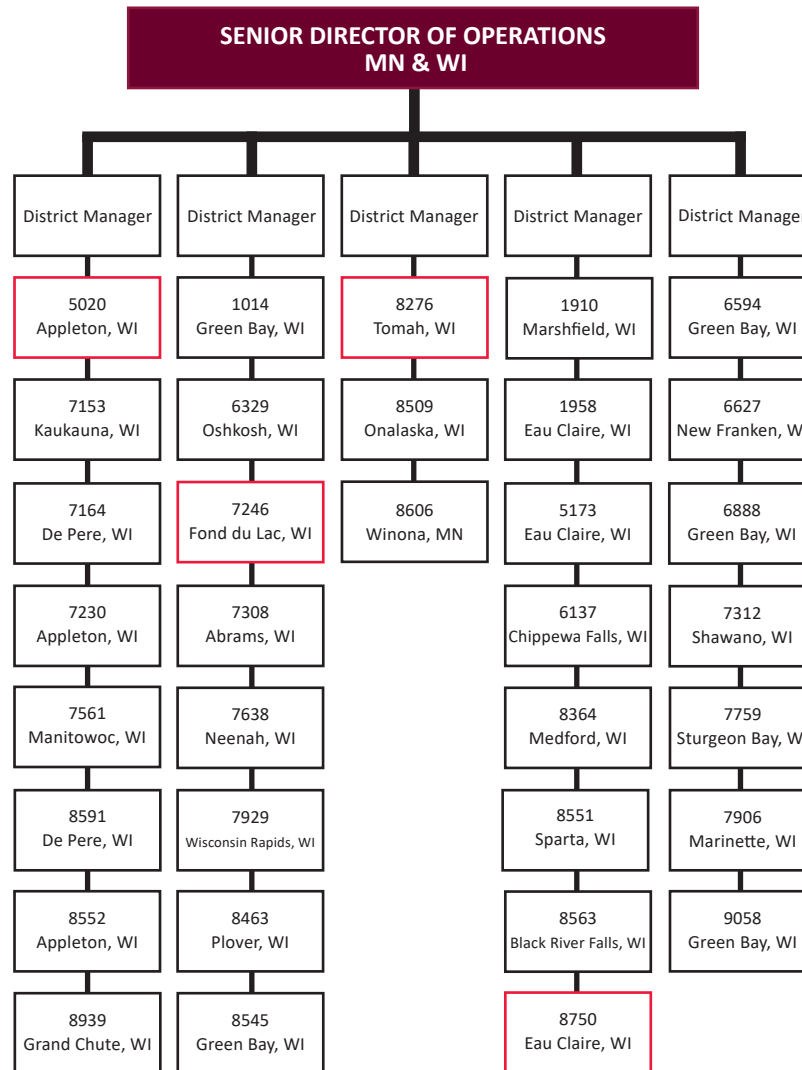 SENIOR DIRECTOR OF OPERATIONS
MN & WI
District Manager
5020
Appleton, WI
7153
Kaukauna, WI
7164
De Pere, WI
7230
Appleton, WI
7561
Manitowoc, WI
8591
De Pere, WI
8552
Appleton, WI
8939
Grand Chute, WI
District Manager
1014
Green Bay, WI
6329
Oshkosh, WI
7246
Fond du Lac, WI
7308
Abrams, WI
7638
Neenah, WI
7929
Wisconsin Rapids, WI
8463
Plover, WI
8545
Green Bay, WI
District Manager
8276
Tomah, WI
8509
Onalaska, WI
8606
Winona, MN
District Manager
1910
Marshfield, WI
1958
Eau Claire, WI
5173
Eau Claire, WI
6137
Chippewa Falls, WI
8364
Medford, WI
8551
Sparta, WI
8563
Black River Falls, WI
8750
Eau Claire, WI
District Manager
6594
Green Bay, WI
6627
New Franken, W
6888
Green Bay, WI
7312
Shawano, WI
7759
Sturgeon Bay, W
7906
Marinette, WI
9058
Green Bay, WI